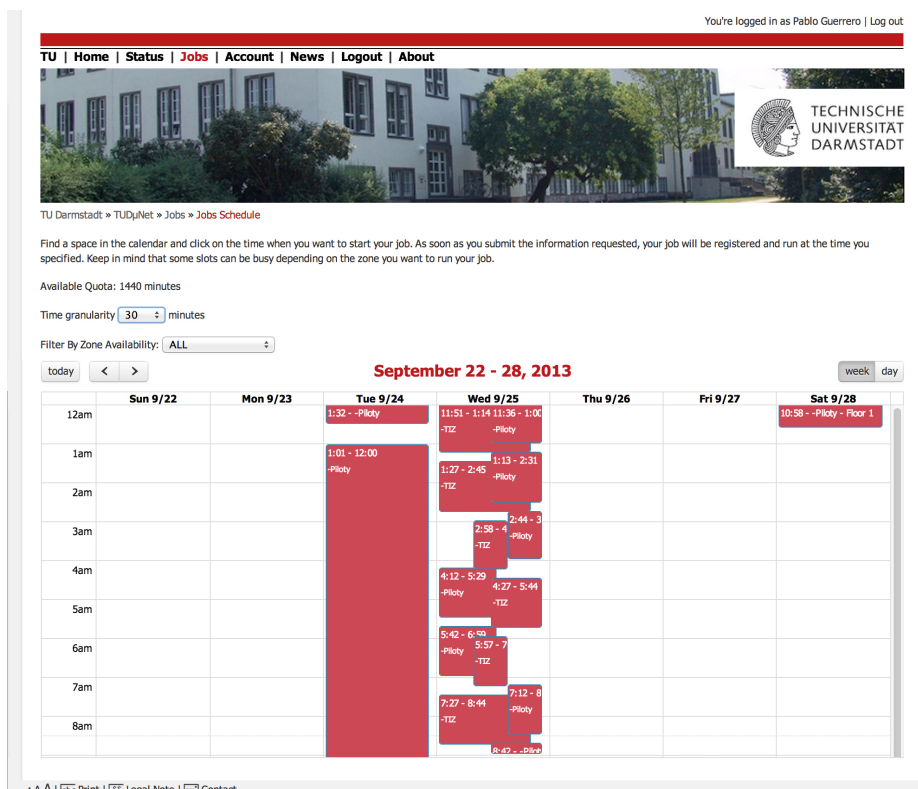 You're logged in as Pablo Guerrero | Log out
TU | Home | Status | Jobs | Account | News | Logout | About
TECHNISCHE
UNIVERSITÄT
DARMSTADT
TU Darmstadt » TUDμNet » Jobs » Jobs Schedule
Find a space in the calendar and click on the time when you want to start your job. As soon as you submit the information requested, your job will be registered and run at the time you
specified. Keep in mind that some slots can be busy depending on the zone you want to run your job.
Available Quota: 1440 minutes
Time granularity 30 minutes
Filter By Zone Availability: ALL
today < > September 22 - 28, 2013 week day
Sun 9/22 Mon 9/23 Tue 9/24 Wed 9/25 Thu 9/26 Fri 9/27 Sat 9/28
12am
1:32 - -Piloty
11:51 - 1:14
-TIZ
11:36 - 1:00
-Piloty
10:58 - -Piloty - Floor 1
1am
1:01 - 12:00
-Piloty
1:27 - 2:45
-TIZ
1:13 - 2:31
-Piloty
2am
2:44 - 3
-Piloty
3am
2:58 - 4
-TIZ
4am
4:12 - 5:29
-Piloty
4:27 - 5:44
-TIZ
5am
5:42 - 6:59
-Piloty
6am
5:57 - 7
-TIZ
7am
7:27 - 8:44
-TIZ
7:12 - 8
-Piloty
8am
8:42 - -Piloty
A A | Print | Legal Note | Contact